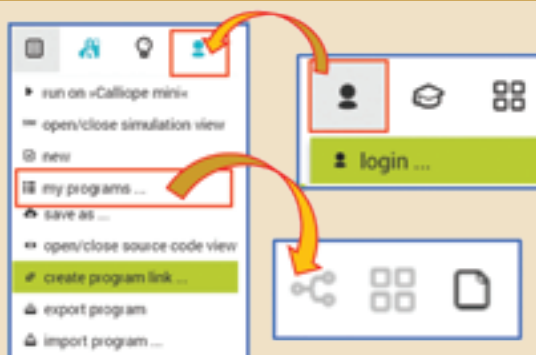 run on »Calliope mini«
open/close simulation view
new
my programs ...
save as ...
open/close source code view
create program link ...
export program
import program ...
login ...